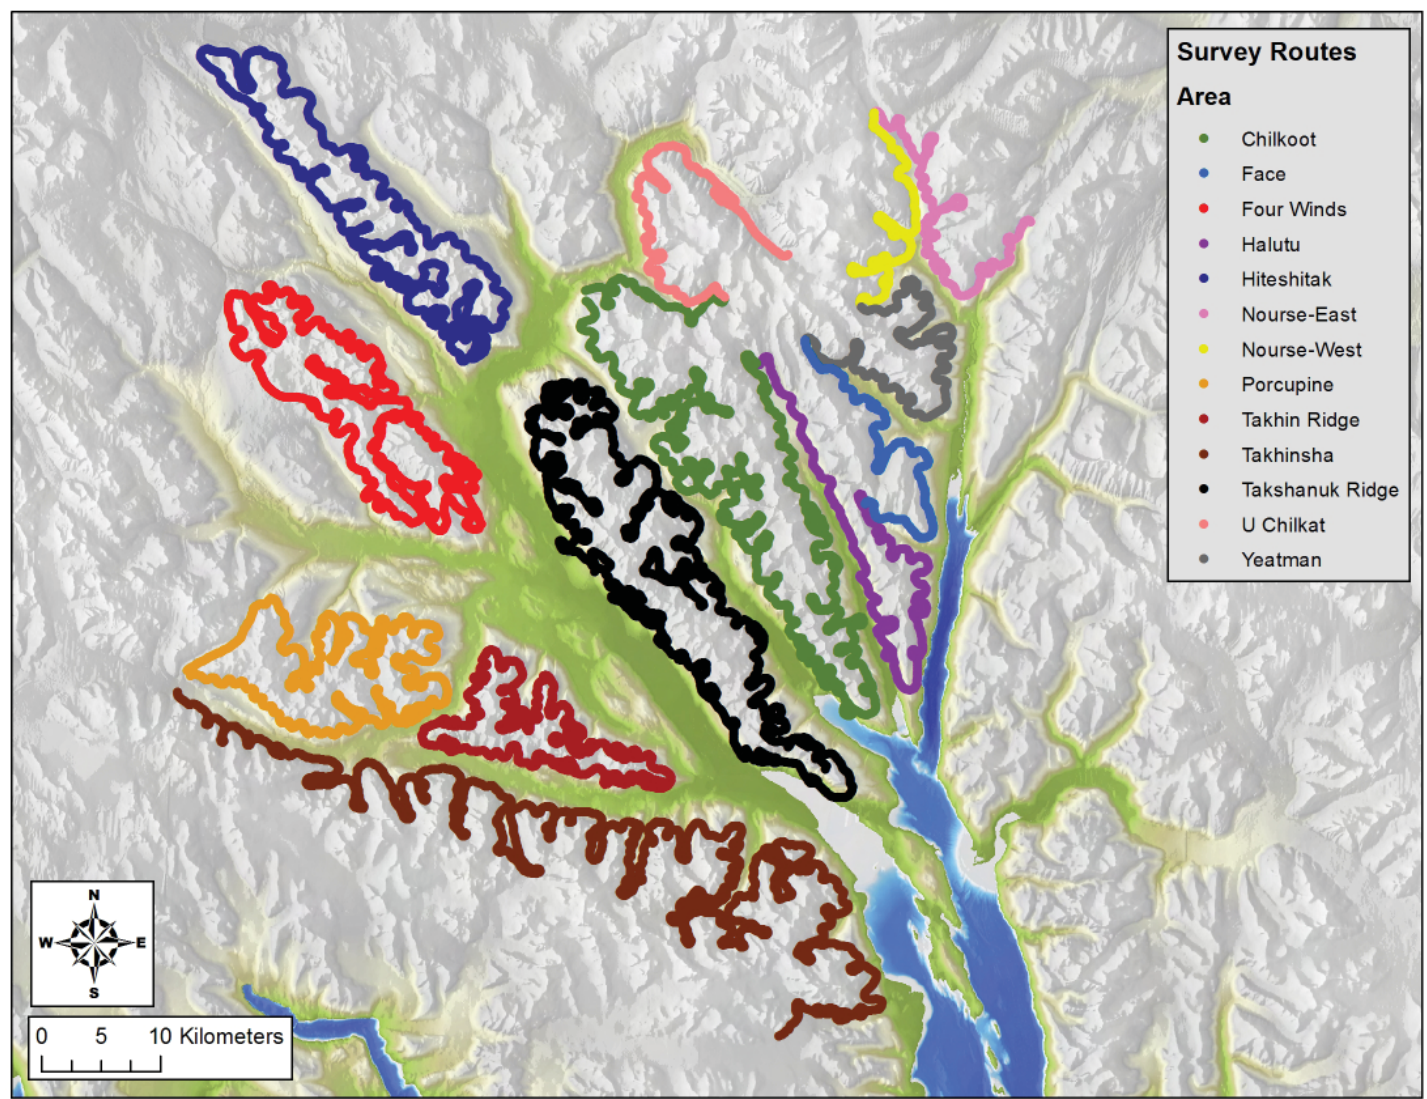 Survey Routes
Area
Chilkoot
Face
Four Winds
Halutu
Hiteshitak
Nourse-East
Nourse-West
Porcupine
Takhin Ridge
Takhinsha
Takshanuk Ridge
U Chilkat
Yeatman
N
W E
S
0 5 10 Kilometers